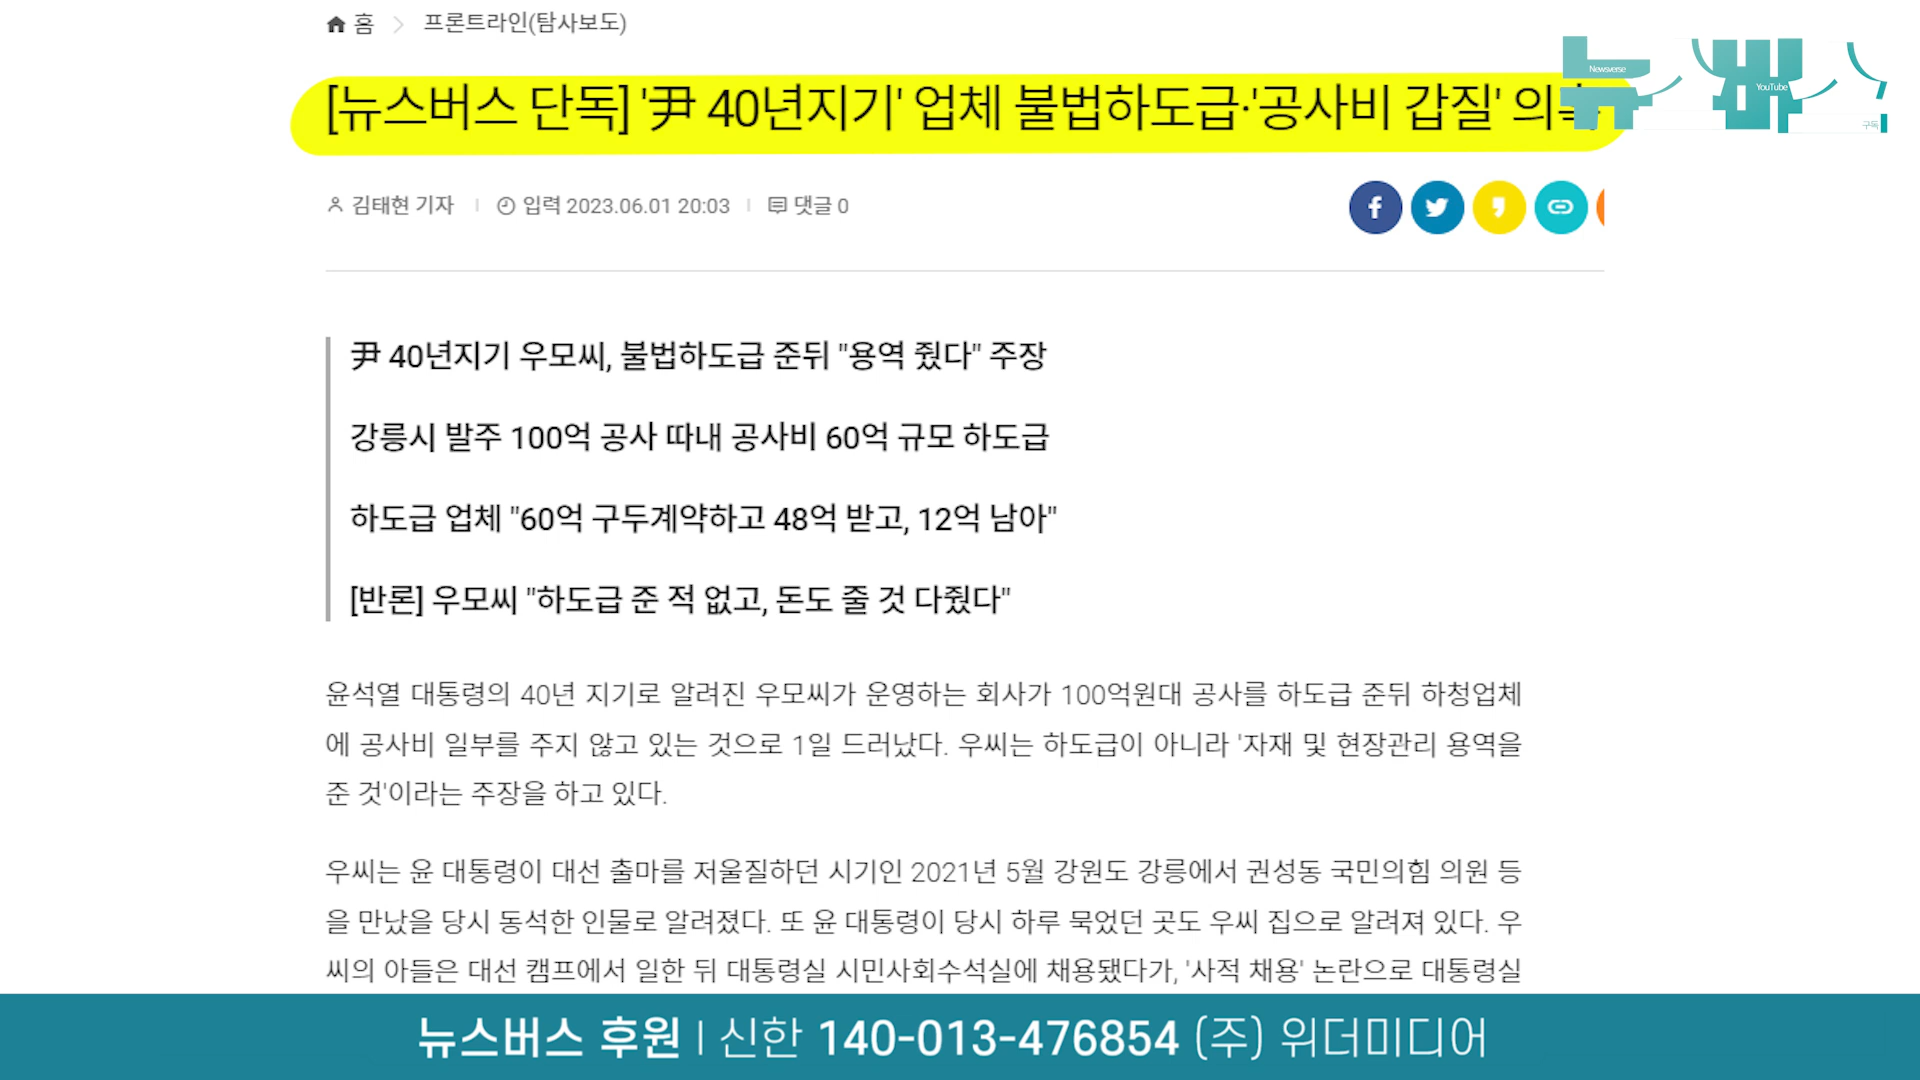 홈 > 프론트라인(탐사보도)
Newsverse
YouTube
구독
[뉴스버스 단독] '尹 40년지기' 업체 불법하도급·'공사비 갑질'
김태현 기자 | 입력 2023.06.01 20:03 | 댓글 0
尹 40년지기 우모씨, 불법하도급 준뒤 "용역 줬다" 주장
강릉시 발주 100억 공사 따내 공사비 60억 규모 하도급
하도급 업체 "60억 구두계약하고 48억 받고, 12억 남아"
[반론] 우모씨 "하도급 준 적 없고, 돈도 줄 것 다줬다"
윤석열 대통령의 40년 지기로 알려진 우모씨가 운영하는 회사가 100억원대 공사를 하도급 준뒤 하청업체
에 공사비 일부를 주지 않고 있는 것으로 1일 드러났다. 우씨는 하도급이 아니라 '자재 및 현장관리 용역을
준 것'이라는 주장을 하고 있다.
우씨는 윤 대통령이 대선 출마를 저울질하던 시기인 2021년 5월 강원도 강릉에서 권성동 국민의힘 의원 등
을 만났을 당시 동석한 인물로 알려졌다. 또 윤 대통령이 당시 하루 묵었던 곳도 우씨 집으로 알려져 있다. 우
씨의 아들은 대선 캠프에서 일한 뒤 대통령실 시민사회수석실에 채용됐다가, '사적 채용' 논란으로 대통령실
뉴스버스 후원 | 신한 140-013-476854 (주) 위더미디어